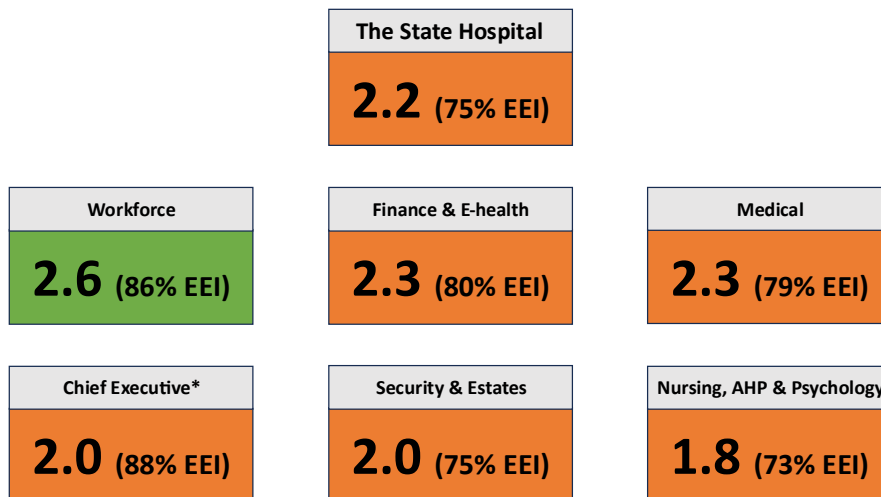 The State Hospital
2.2 (75% EEI)
Workforce
Finance & E-health
Medical
2.6 (86% EEI)
2.3 (80% EEI)
2.3 (79% EEI)
Chief Executive*
Security & Estates
Nursing, AHP & Psychology
2.0 (88% EEI)
2.0 (75% EEI)
1.8 (73% EEI)